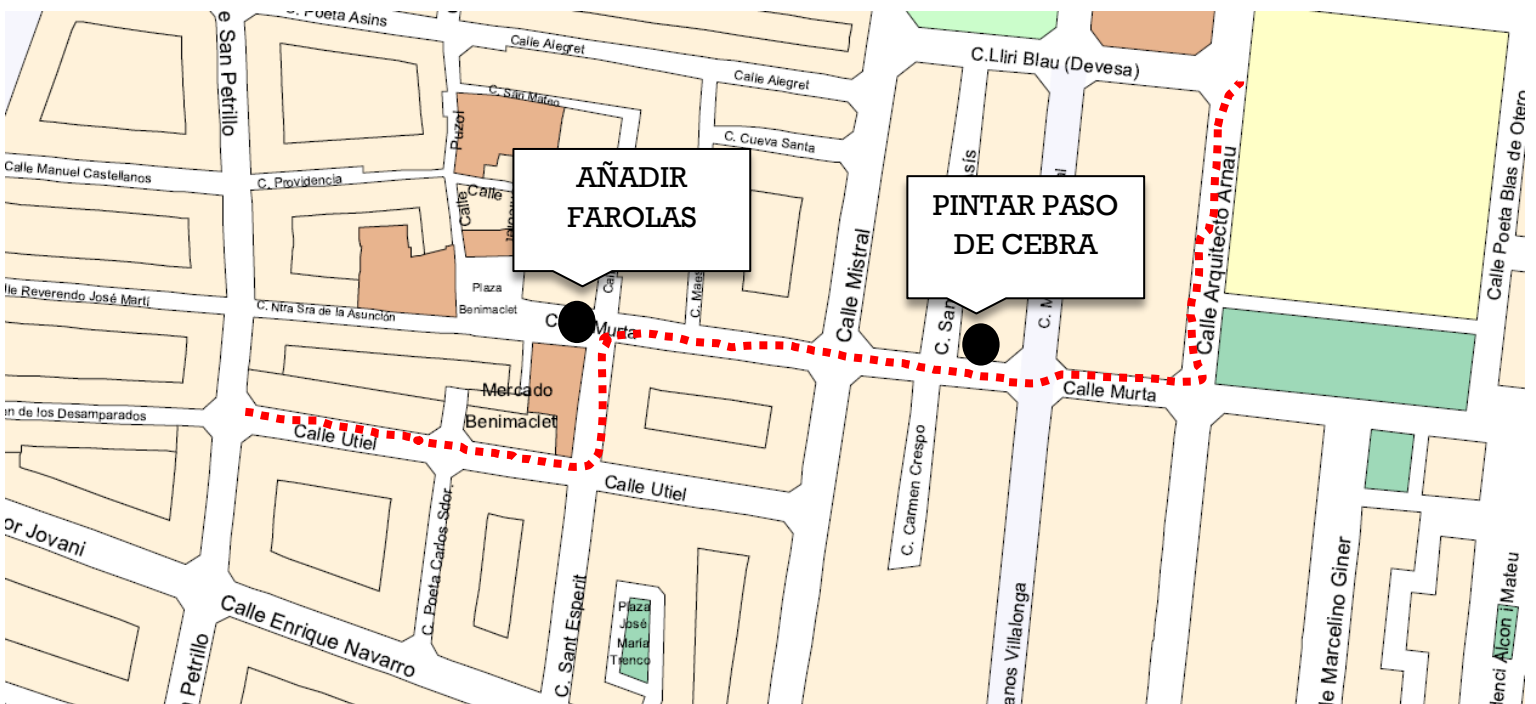 C. Poeta Asins
Calle Alegret
C.Lliri Blau (Devesa)
e San Petrillo
Calle Alegret
C. San Mateo
Puzol
C. Cueva Santa
Calle Manuel Castellanos
C. Providencia
Calle
Calle
AÑADIR
FAROLAS
PINTAR PASO
DE CEBRA
Calle Mistral
Calle Arquitecto Arnau
Calle Poeta Blas de Otero
lle Reverendo José Martí
C. Ntra Sra de la Asunción
Plaza
Benimaclet
Murta
Calle Murta
Mercado
Benimaclet
en de los Desamparados
Calle Utiel
Calle Utiel
or Jovani
C. Poeta Carlos Sdor.
C. Carmen Crespo
Calle Enrique Navarro
C. Sant Esperit
Plaza
José
María
Trenco
Petrillo
anos Villalonga
le Marcelino Giner
denci Alcon i Mateu